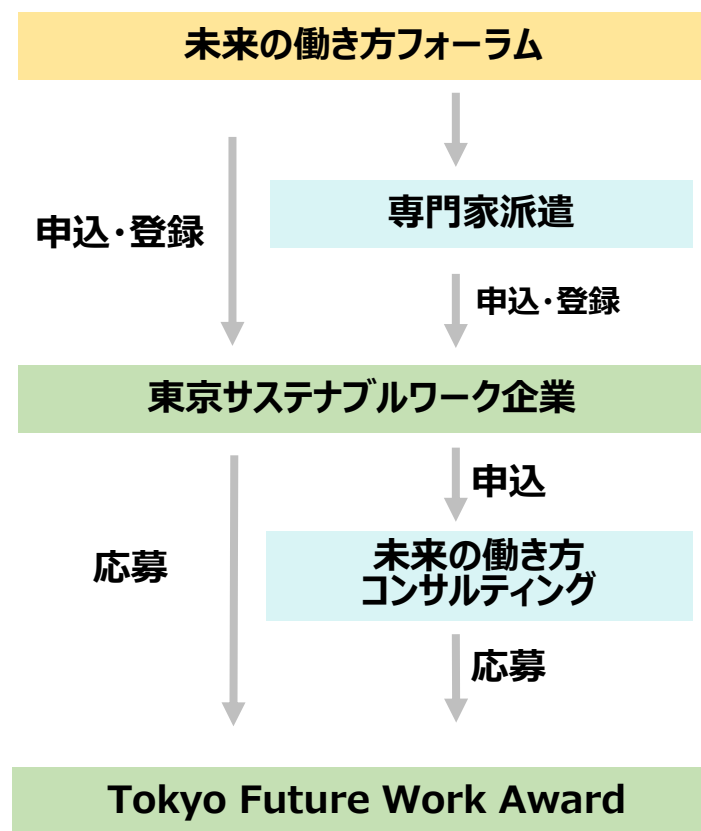 未来の働き方フォーラム
専門家派遣
申込・登録
申込・登録
東京サステナブルワーク企業
申込
未来の働き方
コンサルティング
応募
応募
Tokyo Future Work Award